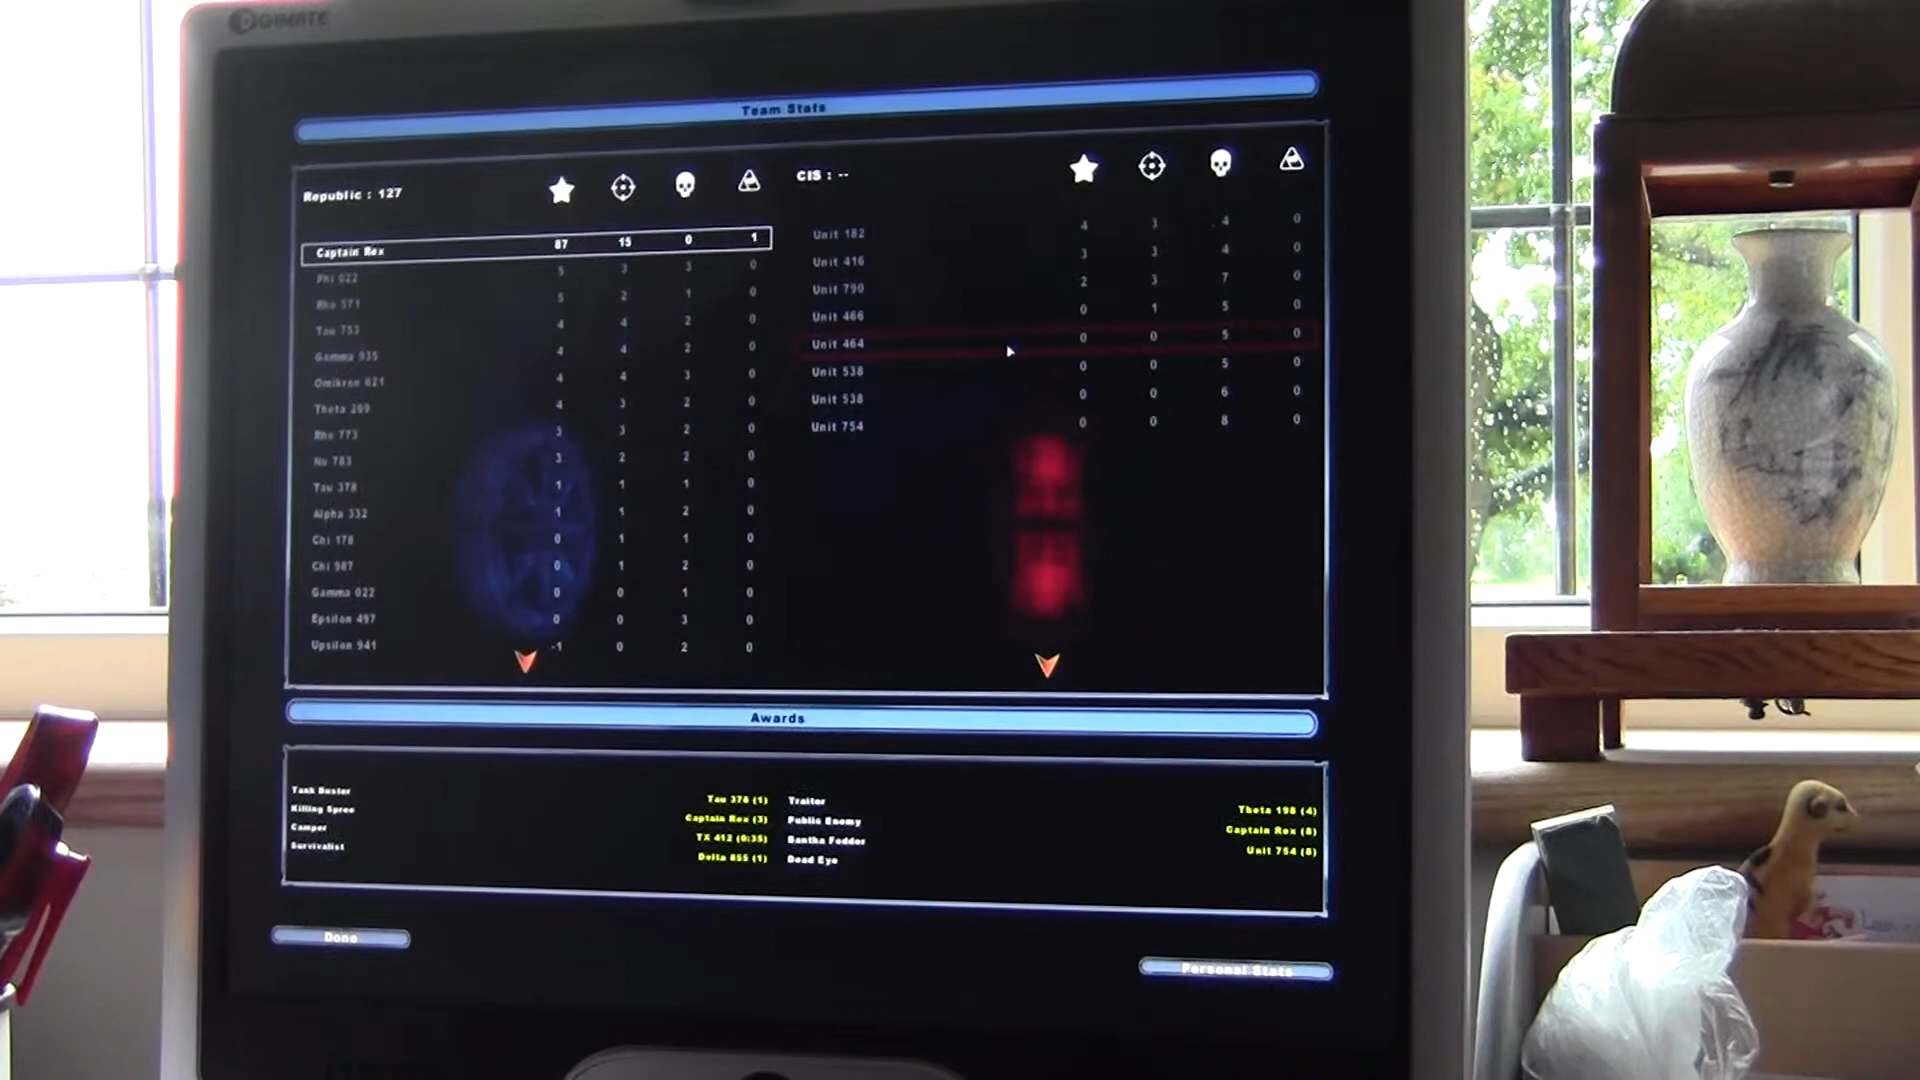 DIGIMATE
Team Stats
Republic : 127
CIS : --
Captain Rex 87 15 0 1
Phi 022 5 3 3 0
Rho 571 5 2 1 0
Tau 753 4 4 2 0
Gamma 935 4 4 2 0
Omikron 621 4 4 3 0
Theta 269 4 3 2 0
Rho 773 3 3 2 0
Nu 783 3 2 2 0
Tau 378 1 1 1 0
Alpha 332 1 1 2 0
Chi 178 0 1 1 0
Chi 987 0 1 2 0
Gamma 022 0 0 1 0
Epsilon 497 0 0 3 0
Upsilon 941 -1 0 2 0
Unit 182 4 3 4 0
Unit 416 3 3 4 0
Unit 790 2 3 7 0
Unit 466 0 1 5 0
Unit 464 0 0 5 0
Unit 538 0 0 5 0
Unit 538 0 0 6 0
Unit 754 0 0 8 0
Awards
Tank Buster Tau 378 (1)
Killing Spree Captain Rex (3)
Camper TX 412 (0:35)
Survivalist Delta 855 (1)
Traitor Theta 198 (4)
Public Enemy Captain Rex (8)
Bantha Fodder Unit 754 (8)
Dead Eye
Done
Personal Stats